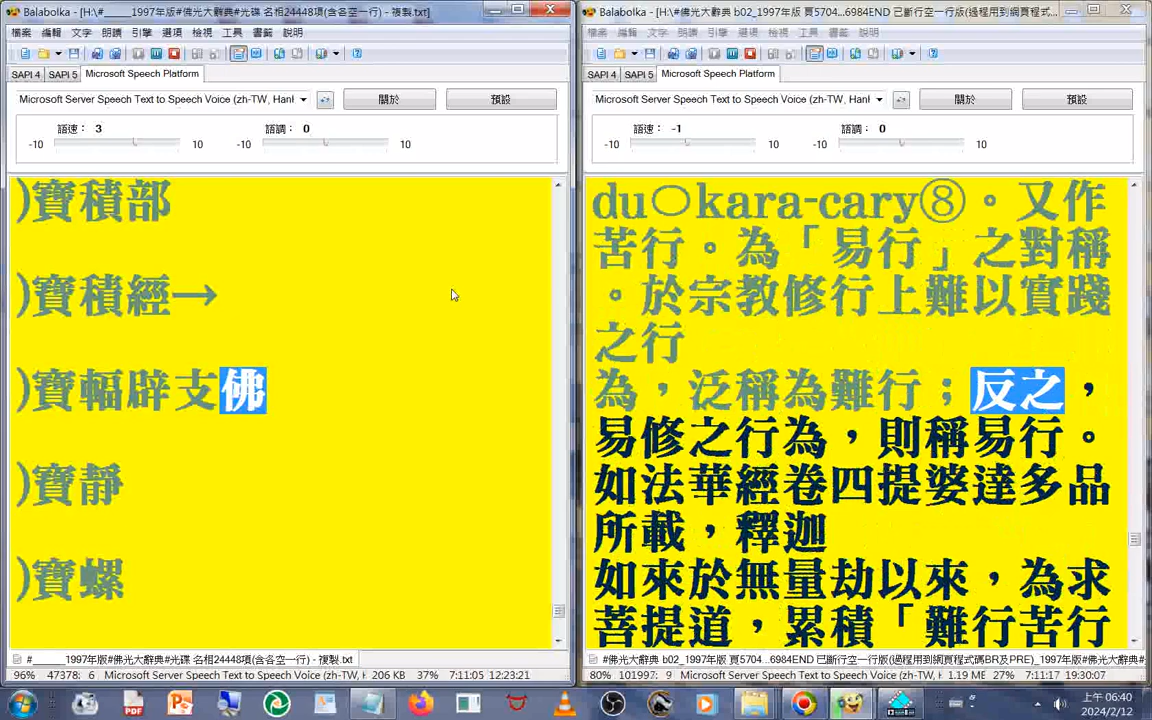 Balabolka - [H:\#_____1997年版#佛光大辭典#光碟 名相24448項(含各空一行) - 複製.txt]
檔案 編輯 文字 朗讀 引擎 選項 檢視 工具 書籤 說明
SAPI 4 SAPI 5 Microsoft Speech Platform
Microsoft Server Speech Text to Speech Voice (zh-TW, Hanl
關於
預設
語速： 3
語調： 0
-10 10 -10 10
)寶積部
)寶積經→
)寶輻辟支佛
)寶靜
)寶螺
#_____1997年版#佛光大辭典#光碟 名相24448項(含各空一行) - 複製.txt
96% 47378: 6 Microsoft Server Speech Text to Speech Voice (zh-TW, H 206 KB 37% 7:11:05 12:23:21
Balabolka - [H:\#佛光大辭典 b02_1997年版 頁5704...6984END 已斷行空一行版(過程用到網頁程式...
檔案 編輯 文字 朗讀 引擎 選項 檢視 工具 書籤 說明
SAPI 4 SAPI 5 Microsoft Speech Platform
Microsoft Server Speech Text to Speech Voice (zh-TW, Hanl
關於
預設
語速： -1
語調： 0
-10 10 -10 10
du〇kara-cary⑧。又作
苦行。為「易行」之對稱
。於宗教修行上難以實踐
之行
為，泛稱為難行；反之，
易修之行為，則稱易行。
如法華經卷四提婆達多品
所載，釋迦
如來於無量劫以來，為求
菩提道，累積「難行苦行
#佛光大辭典 b02_1997年版 頁5704...6984END 已斷行空一行版(過程用到網頁程式碼BR及PRE)_1997年版#
80% 101997: 9 Microsoft Server Speech Text to Speech Voice (zh-TW, H 1.19 ME 27% 7:11:17 19:30:07
上午 06:40
2024/2/12